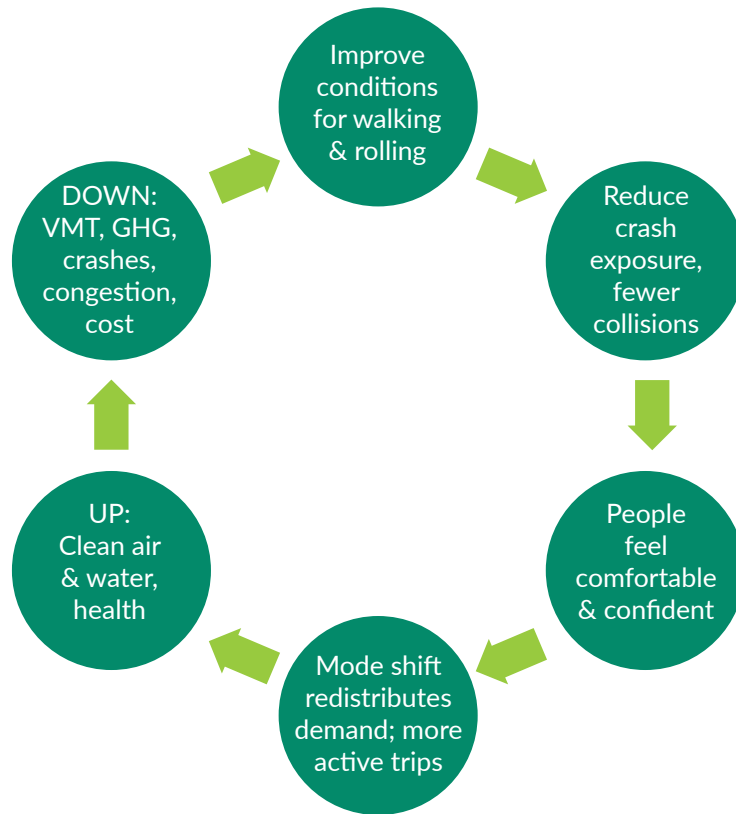 Improve
conditions
for walking
& rolling
Reduce
crash
exposure,
fewer
collisions
People
feel
comfortable
& confident
Mode shift
redistributes
demand; more
active trips
UP:
Clean air
& water,
health
DOWN:
VMT, GHG,
crashes,
congestion,
cost